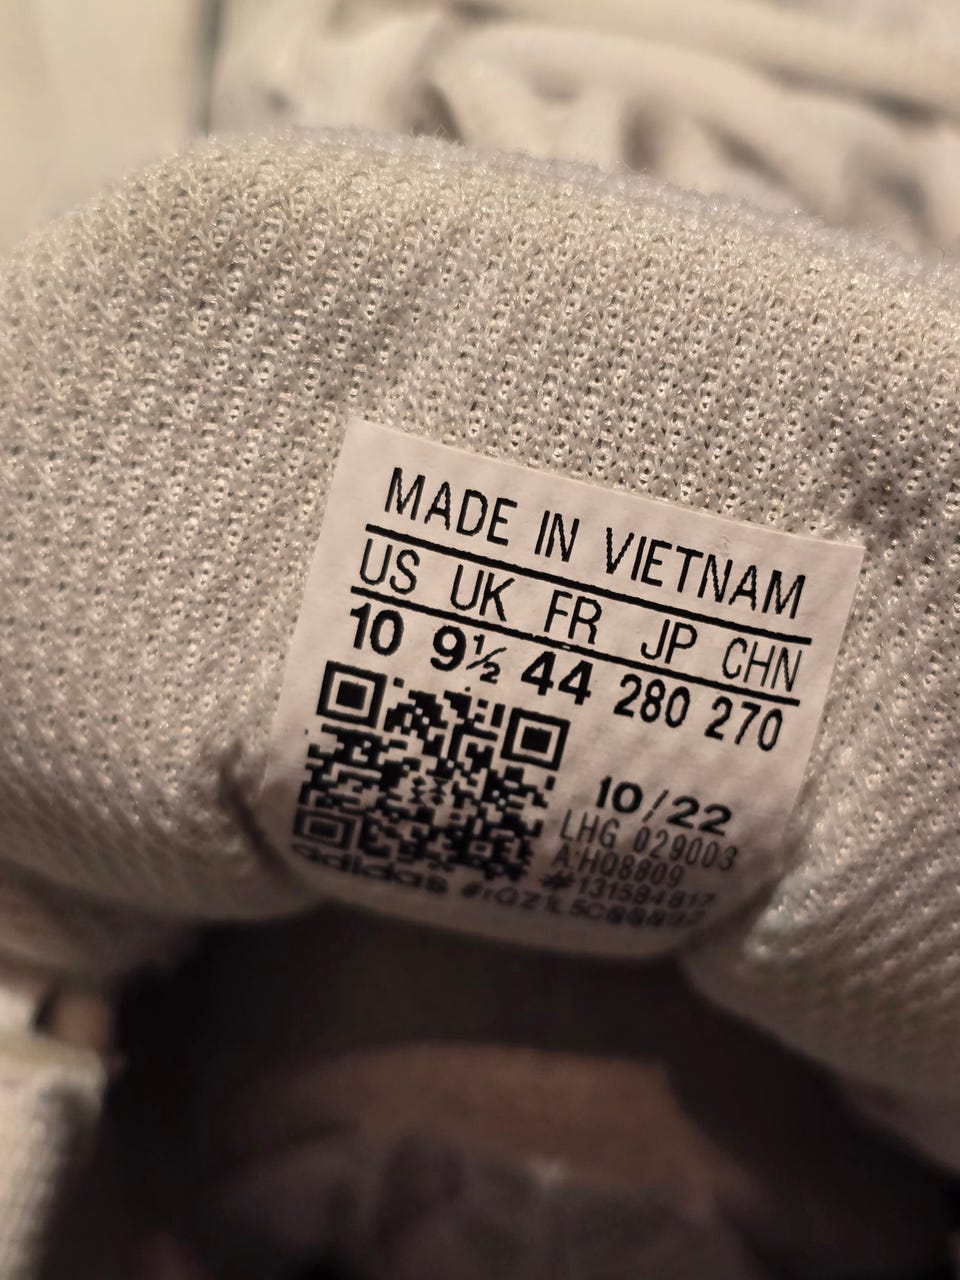 MADE IN VIETNAM
US UK FR JP CHN
10 9½ 44 280 270
10/22
LHG 029003
A:HQ8809
#131584817
adidas